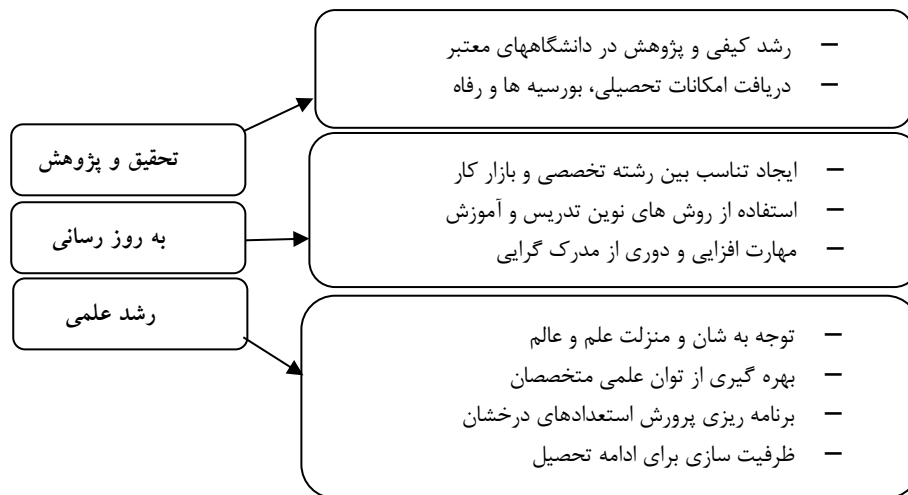 – رشد کیفی و پژوهش در دانشگاههای معتبر
– دریافت امکانات تحصیلی، بورسیه ها و رفاه
تحقیق و پژوهش
– ایجاد تناسب بین رشته تخصصی و بازار کار
– استفاده از روش های نوین تدریس و آموزش
– مهارت افزایی و دوری از مدرک گرایی
به روز رسانی
رشد علمی
– توجه به شان و منزلت علم و عالم
– بهره گیری از توان علمی متخصصان
– برنامه ریزی پرورش استعدادهای درخشان
– ظرفیت سازی برای ادامه تحصیل